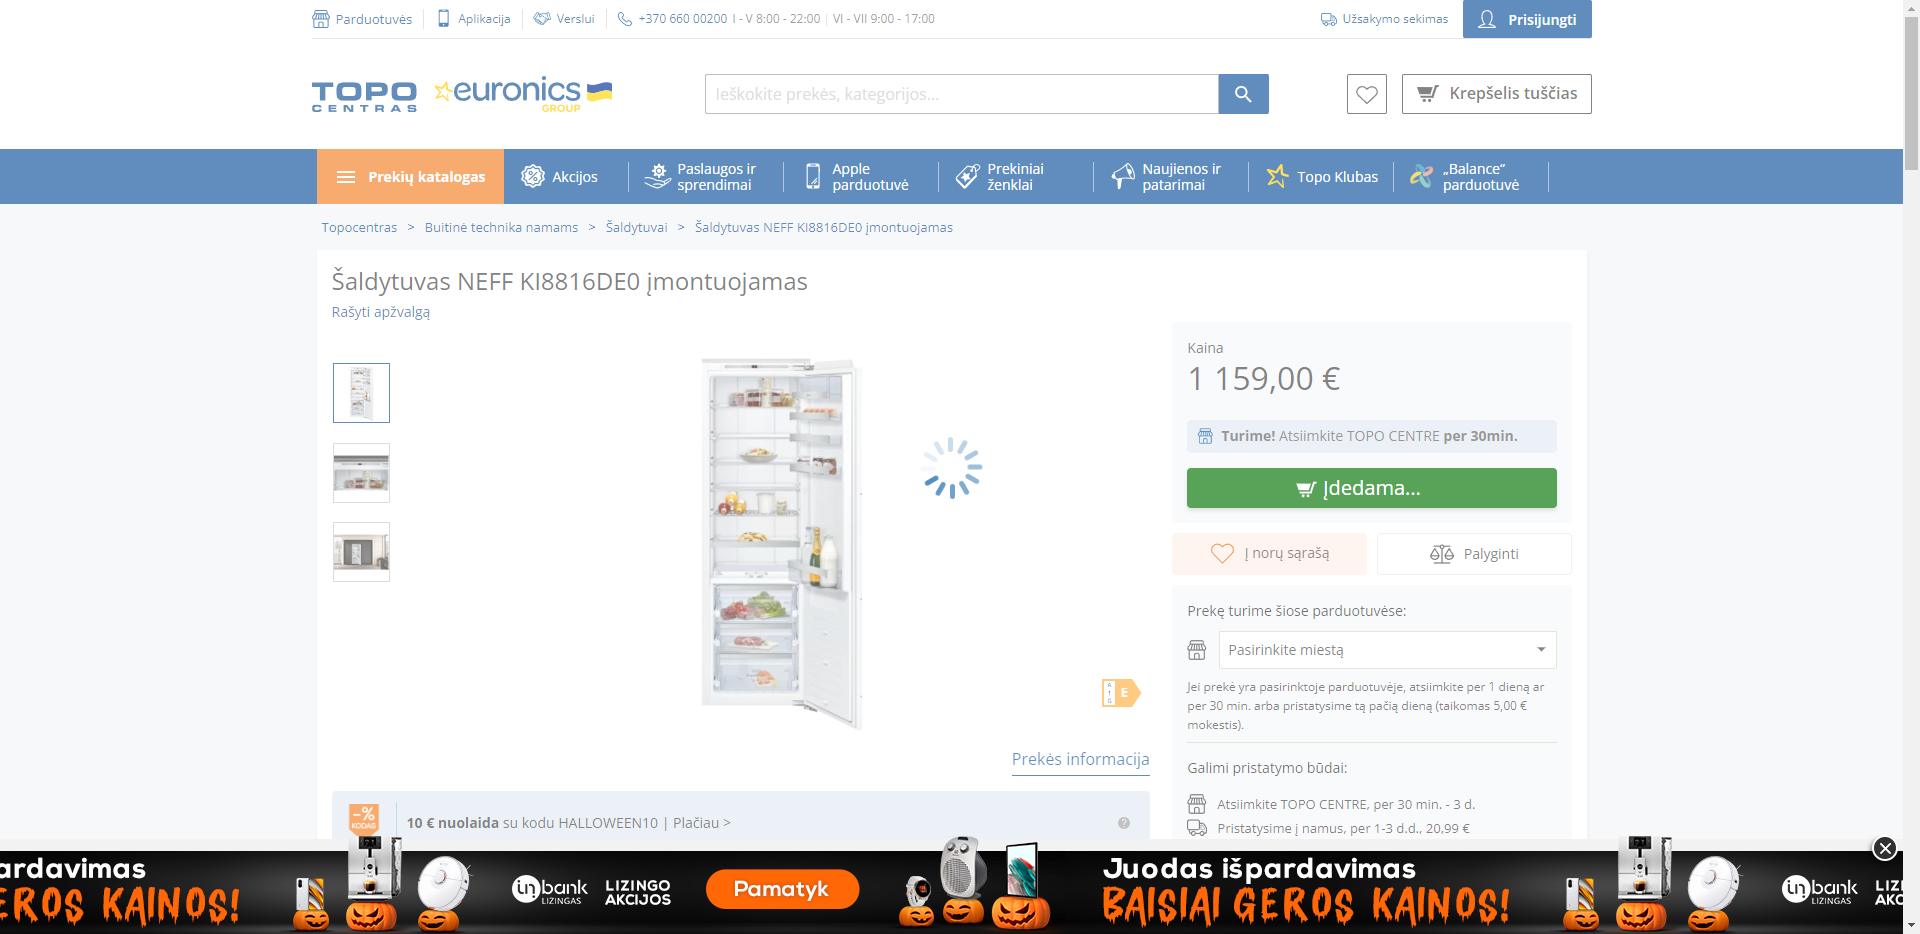 Parduotuvės
Aplikacija
Verslui
+370 660 00200 I - V 8:00 - 22:00 | VI - VII 9:00 - 17:00
Užsakymo sekimas
Prisijungti
TOPO CENTRAS
euronics GROUP
Ieškokite prekės, kategorijos...
Krepšelis tuščias
Prekių katalogas
Akcijos
Paslaugos ir sprendimai
Apple parduotuvė
Prekiniai ženklai
Naujienos ir patarimai
Topo Klubas
„Balance“ parduotuvė
Topocentras > Buitinė technika namams > Šaldytuvai > Šaldytuvas NEFF KI8816DE0 įmontuojamas
Šaldytuvas NEFF KI8816DE0 įmontuojamas
Rašyti apžvalgą
Kaina
1 159,00 €
Turime! Atsiimkite TOPO CENTRE per 30min.
Įdedama...
Į norų sąrašą
Palyginti
Prekę turime šiose parduotuvėse:
Pasirinkite miestą
Jei prekė yra pasirinktoje parduotuvėje, atsiimkite per 1 dieną ar
per 30 min. arba pristatysime tą pačią dieną (taikomas 5,00 €
mokestis).
A
G
E
Prekės informacija
Galimi pristatymo būdai:
Atsiimkite TOPO CENTRE, per 30 min. - 3 d.
Pristatysime į namus, per 1-3 d.d., 20,99 €
-%
KODAS
10 € nuolaida su kodu HALLOWEEN10 | Plačiau >
?
ardavimas
EROS KAINOS!
inbank
LIZINGAS
LIZINGO
AKCIJOS
Pamatyk
Juodas išpardavimas
BAISIAI GEROS KAINOS!
inbank
LIZINGAS
LIZI
AKC